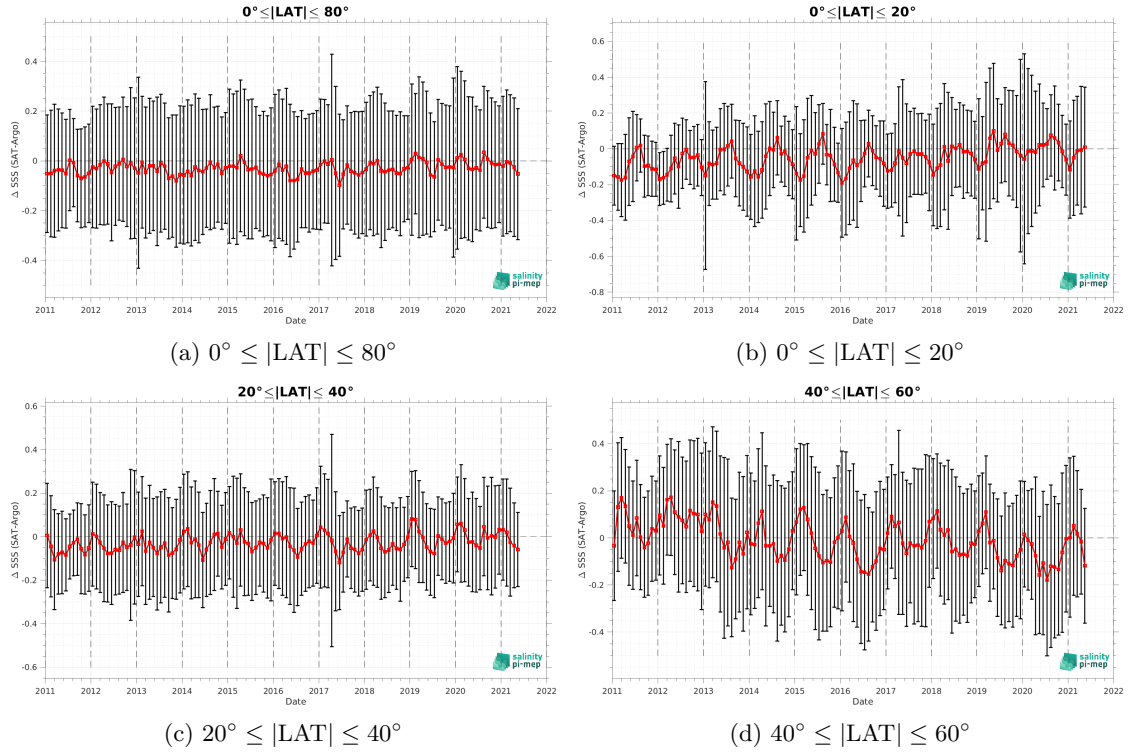 0°≤|LAT|≤ 80°
Δ SSS (SAT-Argo)
0.4
0.2
0
-0.2
-0.4
2011 2012 2013 2014 2015 2016 2017 2018 2019 2020 2021 2022
Date
salinity
pi-mep
(a) 0° ≤ |LAT| ≤ 80°
0°≤|LAT|≤ 20°
Δ SSS (SAT-Argo)
0.6
0.4
0.2
0
-0.2
-0.4
-0.6
-0.8
2011 2012 2013 2014 2015 2016 2017 2018 2019 2020 2021 2022
Date
salinity
pi-mep
(b) 0° ≤ |LAT| ≤ 20°
20°≤|LAT|≤ 40°
Δ SSS (SAT-Argo)
0.6
0.4
0.2
0
-0.2
-0.4
-0.6
2011 2012 2013 2014 2015 2016 2017 2018 2019 2020 2021 2022
Date
salinity
pi-mep
(c) 20° ≤ |LAT| ≤ 40°
40°≤|LAT|≤ 60°
Δ SSS (SAT-Argo)
0.4
0.2
0
-0.2
-0.4
2011 2012 2013 2014 2015 2016 2017 2018 2019 2020 2021 2022
Date
salinity
pi-mep
(d) 40° ≤ |LAT| ≤ 60°